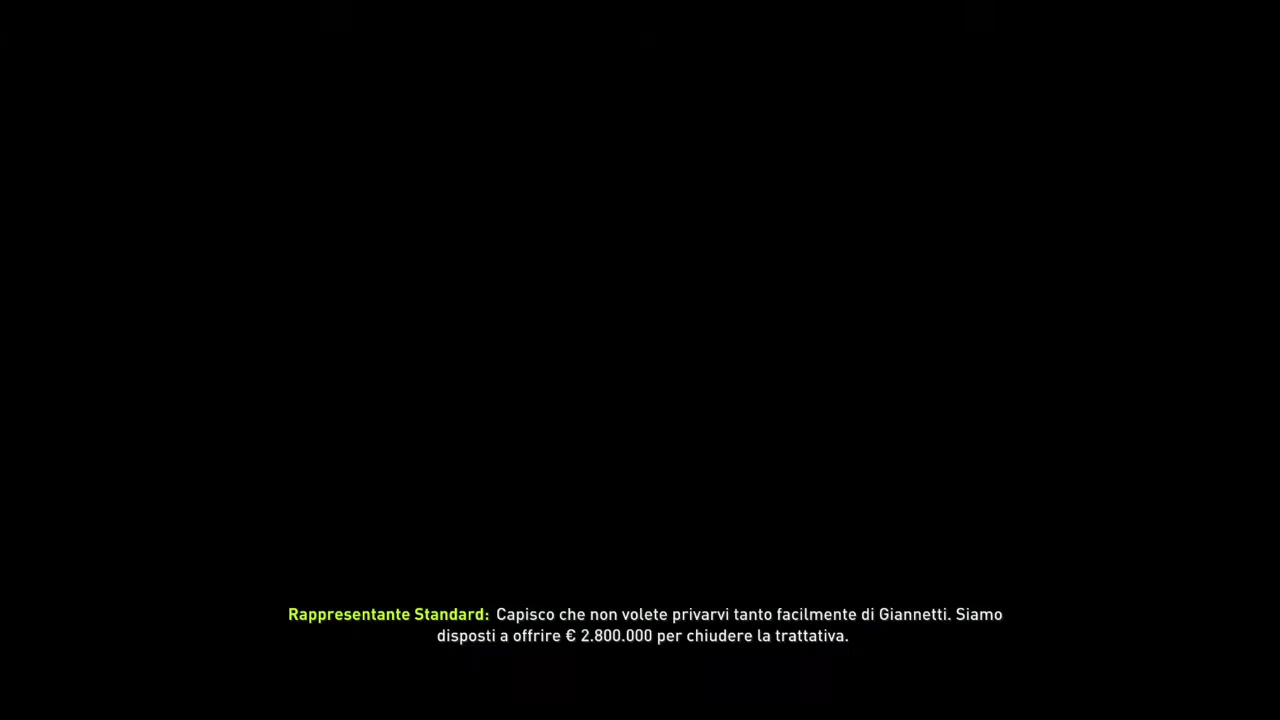 Rappresentante Standard: Capisco che non volete privarvi tanto facilmente di Giannetti. Siamo
disposti a offrire € 2.800.000 per chiudere la trattativa.